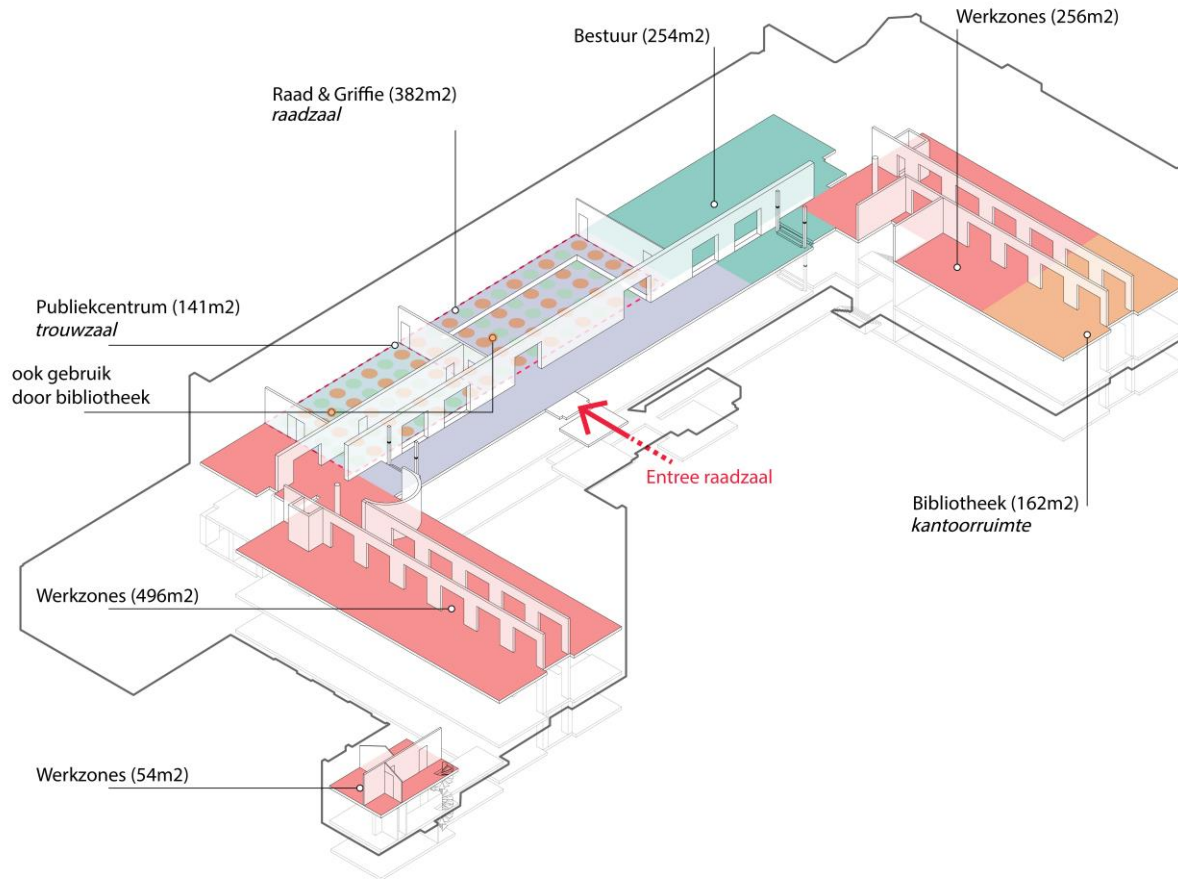 Werkzones (256m2)
Bestuur (254m2)
Raad & Griffie (382m2)
raadzaal
Publiekcentrum (141m2)
trouwzaal
ook gebruik
door bibliotheek
Entree raadzaal
Bibliotheek (162m2)
kantoorruimte
Werkzones (496m2)
Werkzones (54m2)